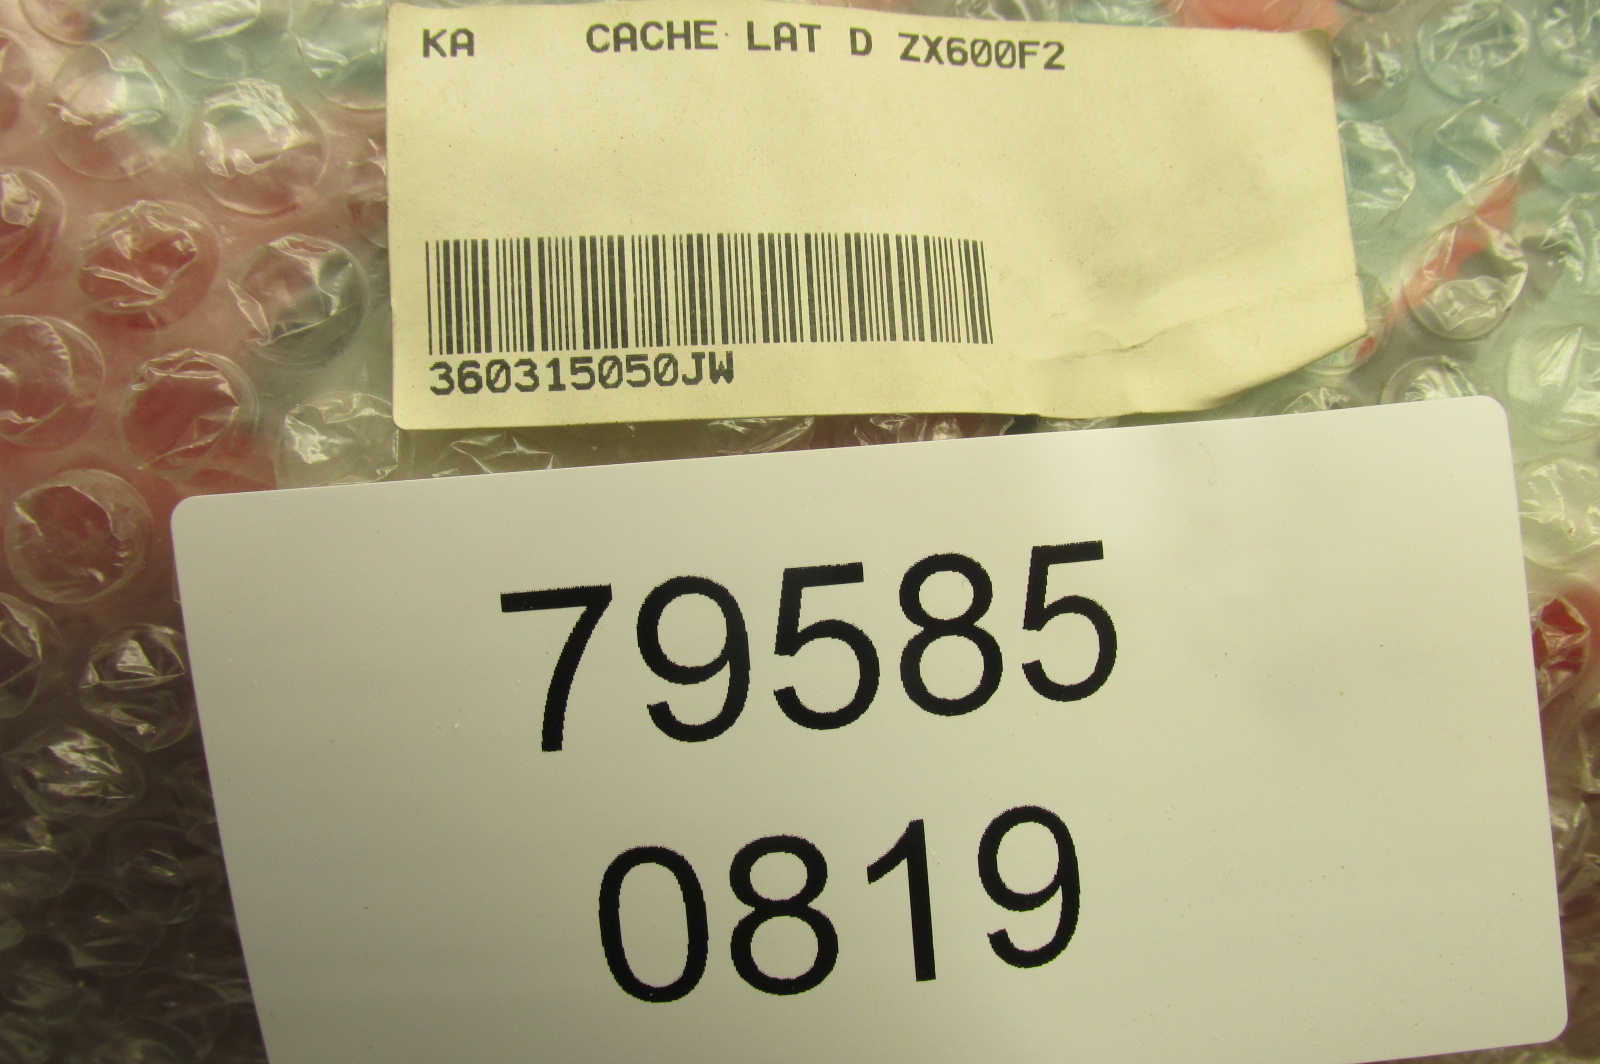 KA CACHE LAT D ZX600F2
360315050JW
79585
0819